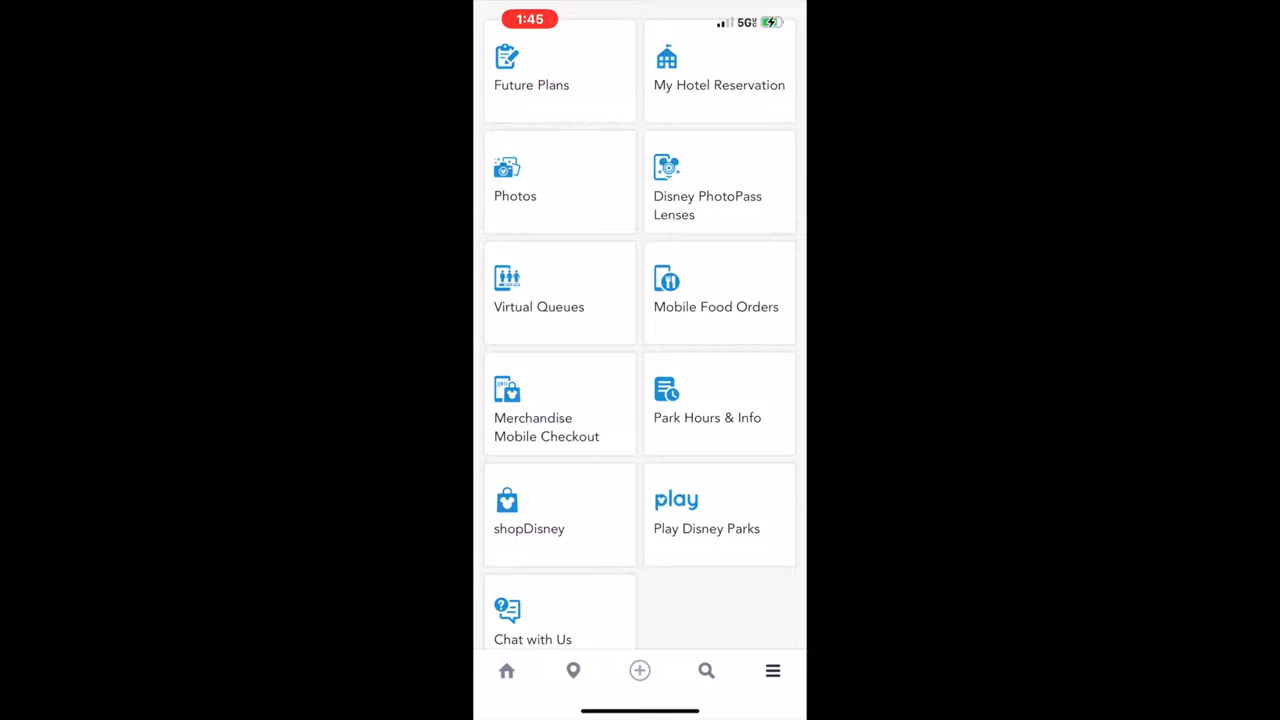 1:45
5G
Future Plans
My Hotel Reservation
Photos
Disney PhotoPass
Lenses
Virtual Queues
Mobile Food Orders
Merchandise
Mobile Checkout
Park Hours & Info
shopDisney
play
Play Disney Parks
?
Chat with Us